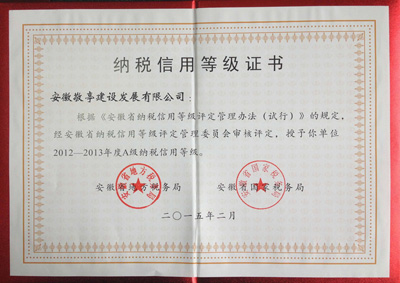 纳税信用等级证书
安徽敬亭建设发展有限公司：
根据《安徽省纳税信用等级评定管理办法（试行）》的规定，
经安徽省纳税信用等级评定管理委员会审核评定，授予你单位
2012—2013年度A级纳税信用等级。
安徽省地方税务局
安徽省国家税务局
二〇一五年二月